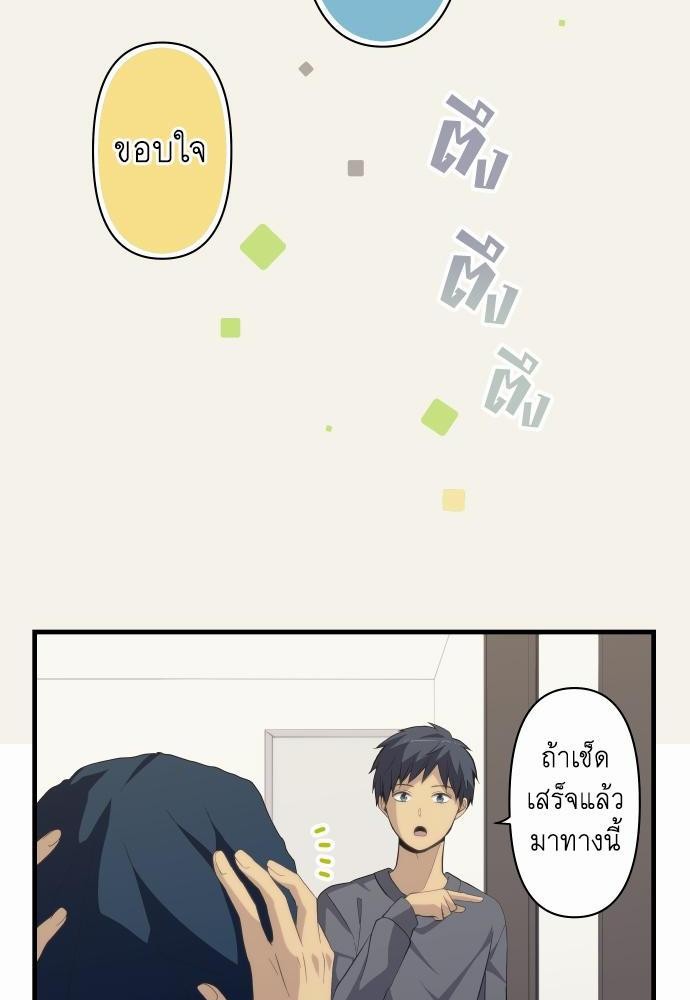 ขอบใจ
ตึง
ตึง
ตึง
ถ้าเช็ด
เสร็จแล้ว
มาทางนี้